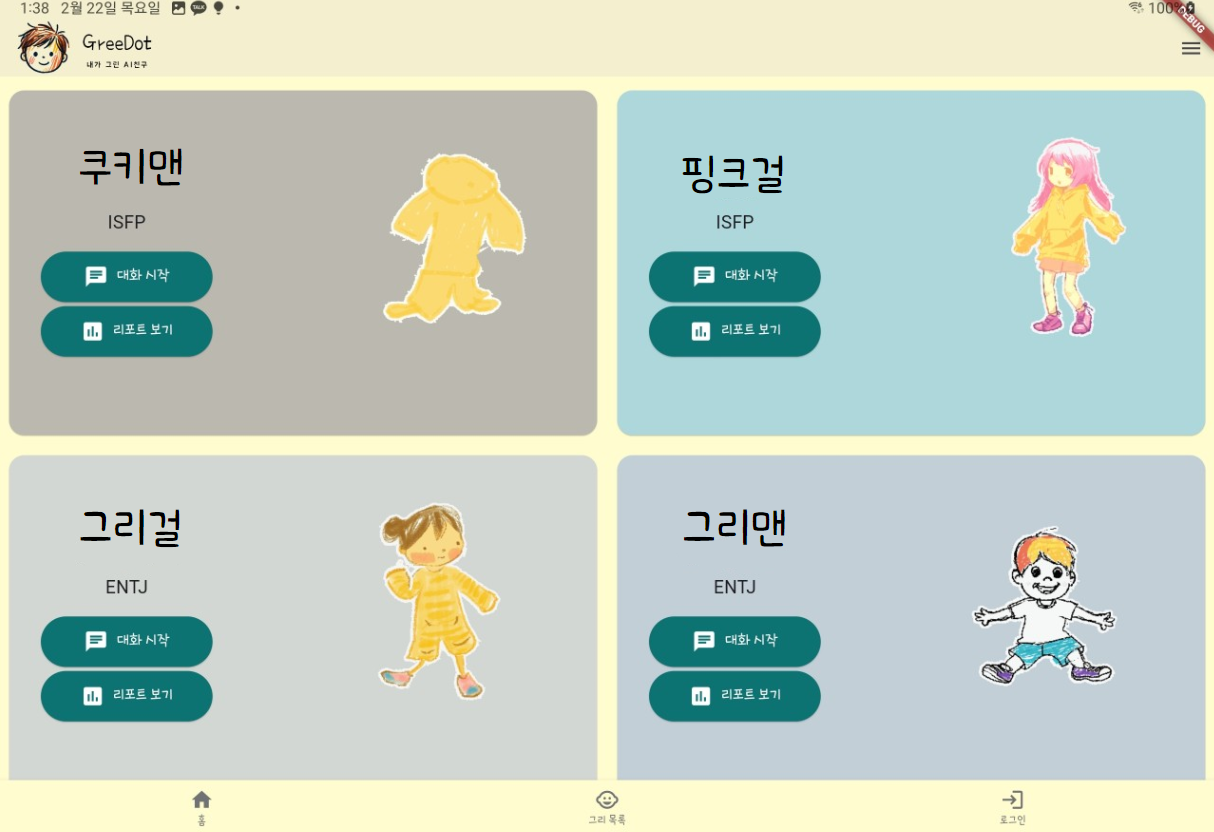 1:38 2월 22일 목요일 TALK 100%
DEBUG
GreeDot
내가 그린 AI친구
쿠키맨
ISFP
대화 시작
리포트 보기
핑크걸
ISFP
대화 시작
리포트 보기
그리걸
ENTJ
대화 시작
리포트 보기
그리맨
ENTJ
대화 시작
리포트 보기
홈
그리 목록
로그인